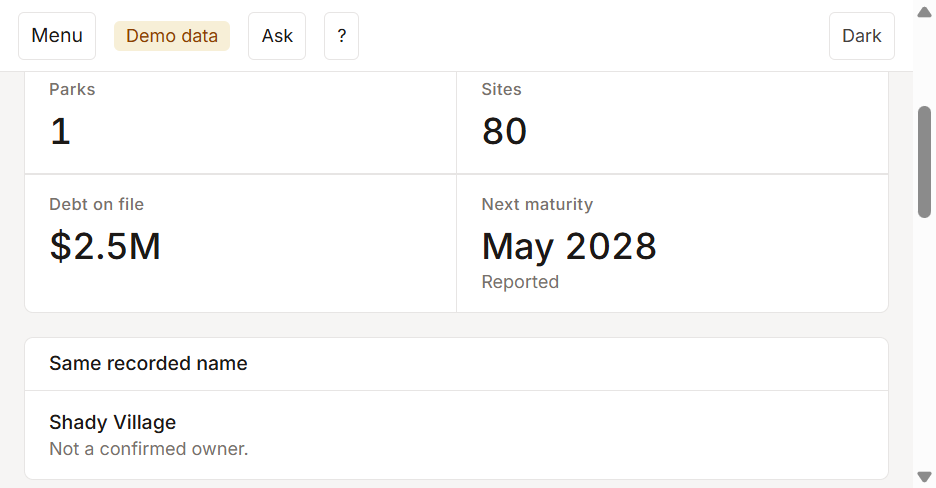 Menu
Demo data
Ask
?
Dark
Parks
1
Sites
80
Debt on file
$2.5M
Next maturity
May 2028
Reported
Same recorded name
Shady Village
Not a confirmed owner.